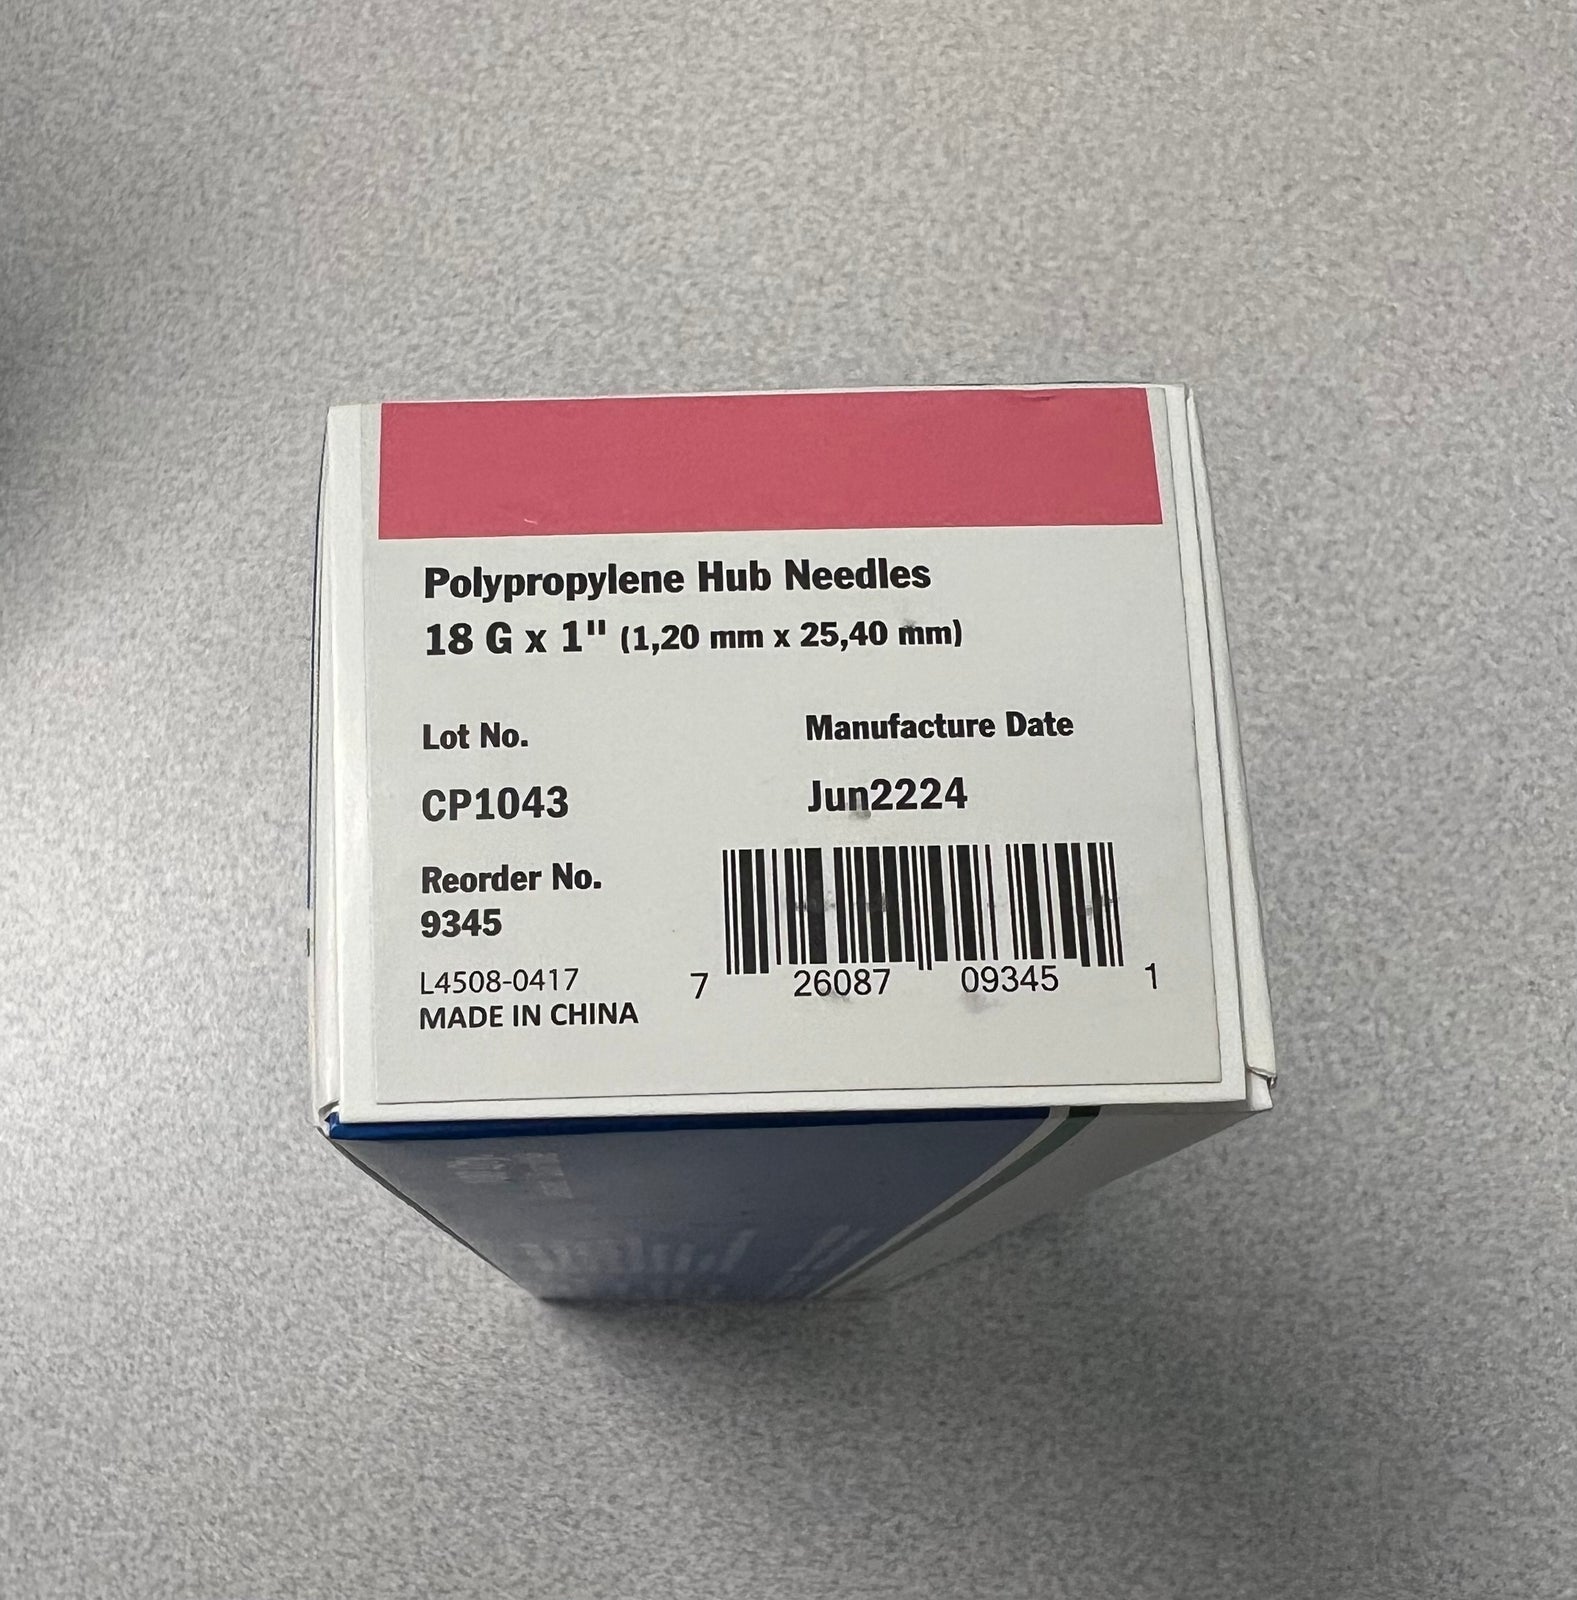 Polypropylene Hub Needles
18 G x 1" (1,20 mm x 25,40 mm)
Lot No.
CP1043
Manufacture Date
Jun2224
Reorder No.
9345
L4508-0417
MADE IN CHINA
7 26087 09345 1